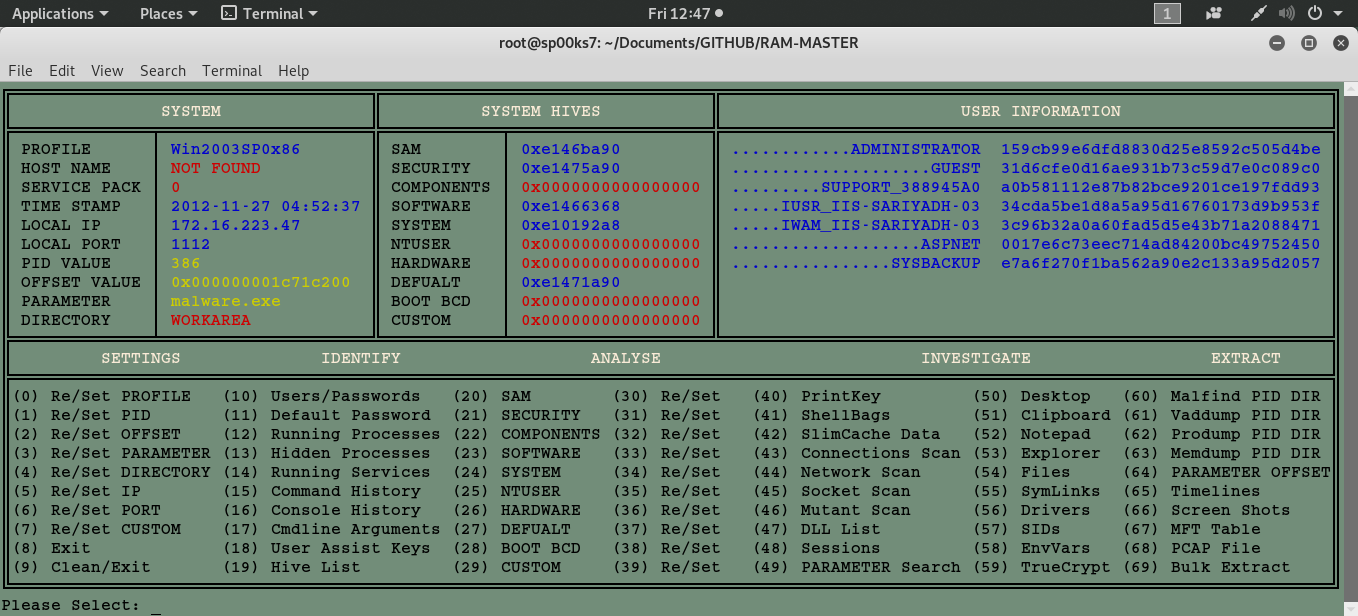 Applications Places Terminal Fri 12:47 1
root@sp00ks7: ~/Documents/GITHUB/RAM-MASTER
File Edit View Search Terminal Help
SYSTEM SYSTEM HIVES USER INFORMATION
PROFILE Win2003SP0x86 SAM 0xe146ba90 ............ADMINISTRATOR 159cb99e6dfd8830d25e8592c505d4be
HOST NAME NOT FOUND SECURITY 0xe1475a90 ....................GUEST 31d6cfe0d16ae931b73c59d7e0c089c0
SERVICE PACK 0 COMPONENTS 0x0000000000000000 .........SUPPORT_388945A0 a0b581112e87b82bce9201ce197fdd93
TIME STAMP 2012-11-27 04:52:37 SOFTWARE 0xe1466368 .....IUSR_IIS-SARIYADH-03 34cda5be1d8a5a95d16760173d9b953f
LOCAL IP 172.16.223.47 SYSTEM 0xe10192a8 .....IWAM_IIS-SARIYADH-03 3c96b32a0a60fad5d5e43b71a2088471
LOCAL PORT 1112 NTUSER 0x0000000000000000 ...................ASPNET 0017e6c73eec714ad84200bc49752450
PID VALUE 386 HARDWARE 0x0000000000000000 ................SYSBACKUP e7a6f270f1ba562a90e2c133a95d2057
OFFSET VALUE 0x000000001c71c200 DEFUALT 0xe1471a90
PARAMETER malware.exe BOOT BCD 0x0000000000000000
DIRECTORY WORKAREA CUSTOM 0x0000000000000000
SETTINGS IDENTIFY ANALYSE INVESTIGATE EXTRACT
(0) Re/Set PROFILE (10) Users/Passwords (20) SAM (30) Re/Set (40) PrintKey (50) Desktop (60) Malfind PID DIR
(1) Re/Set PID (11) Default Password (21) SECURITY (31) Re/Set (41) ShellBags (51) Clipboard (61) Vaddump PID DIR
(2) Re/Set OFFSET (12) Running Processes (22) COMPONENTS (32) Re/Set (42) SlimCache Data (52) Notepad (62) Prodump PID DIR
(3) Re/Set PARAMETER (13) Hidden Processes (23) SOFTWARE (33) Re/Set (43) Connections Scan (53) Explorer (63) Memdump PID DIR
(4) Re/Set DIRECTORY (14) Running Services (24) SYSTEM (34) Re/Set (44) Network Scan (54) Files (64) PARAMETER OFFSET
(5) Re/Set IP (15) Command History (25) NTUSER (35) Re/Set (45) Socket Scan (55) SymLinks (65) Timelines
(6) Re/Set PORT (16) Console History (26) HARDWARE (36) Re/Set (46) Mutant Scan (56) Drivers (66) Screen Shots
(7) Re/Set CUSTOM (17) Cmdline Arguments (27) DEFUALT (37) Re/Set (47) DLL List (57) SIDs (67) MFT Table
(8) Exit (18) User Assist Keys (28) BOOT BCD (38) Re/Set (48) Sessions (58) EnvVars (68) PCAP File
(9) Clean/Exit (19) Hive List (29) CUSTOM (39) Re/Set (49) PARAMETER Search (59) TrueCrypt (69) Bulk Extract
Please Select: _